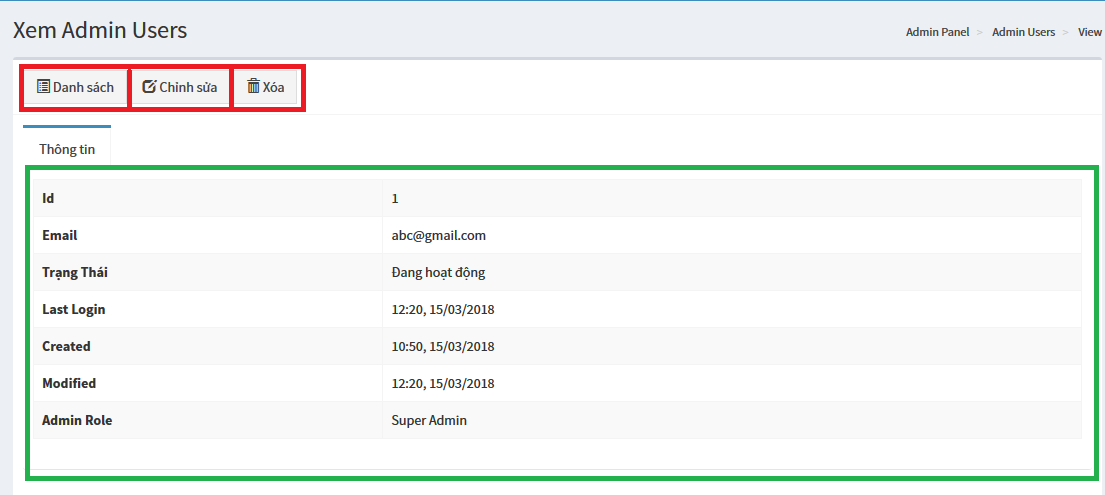 Xem Admin Users
Admin Panel > Admin Users > View
Danh sách Chỉnh sửa Xóa
Thông tin
Id 1
Email abc@gmail.com
Trạng Thái Đang hoạt động
Last Login 12:20, 15/03/2018
Created 10:50, 15/03/2018
Modified 12:20, 15/03/2018
Admin Role Super Admin